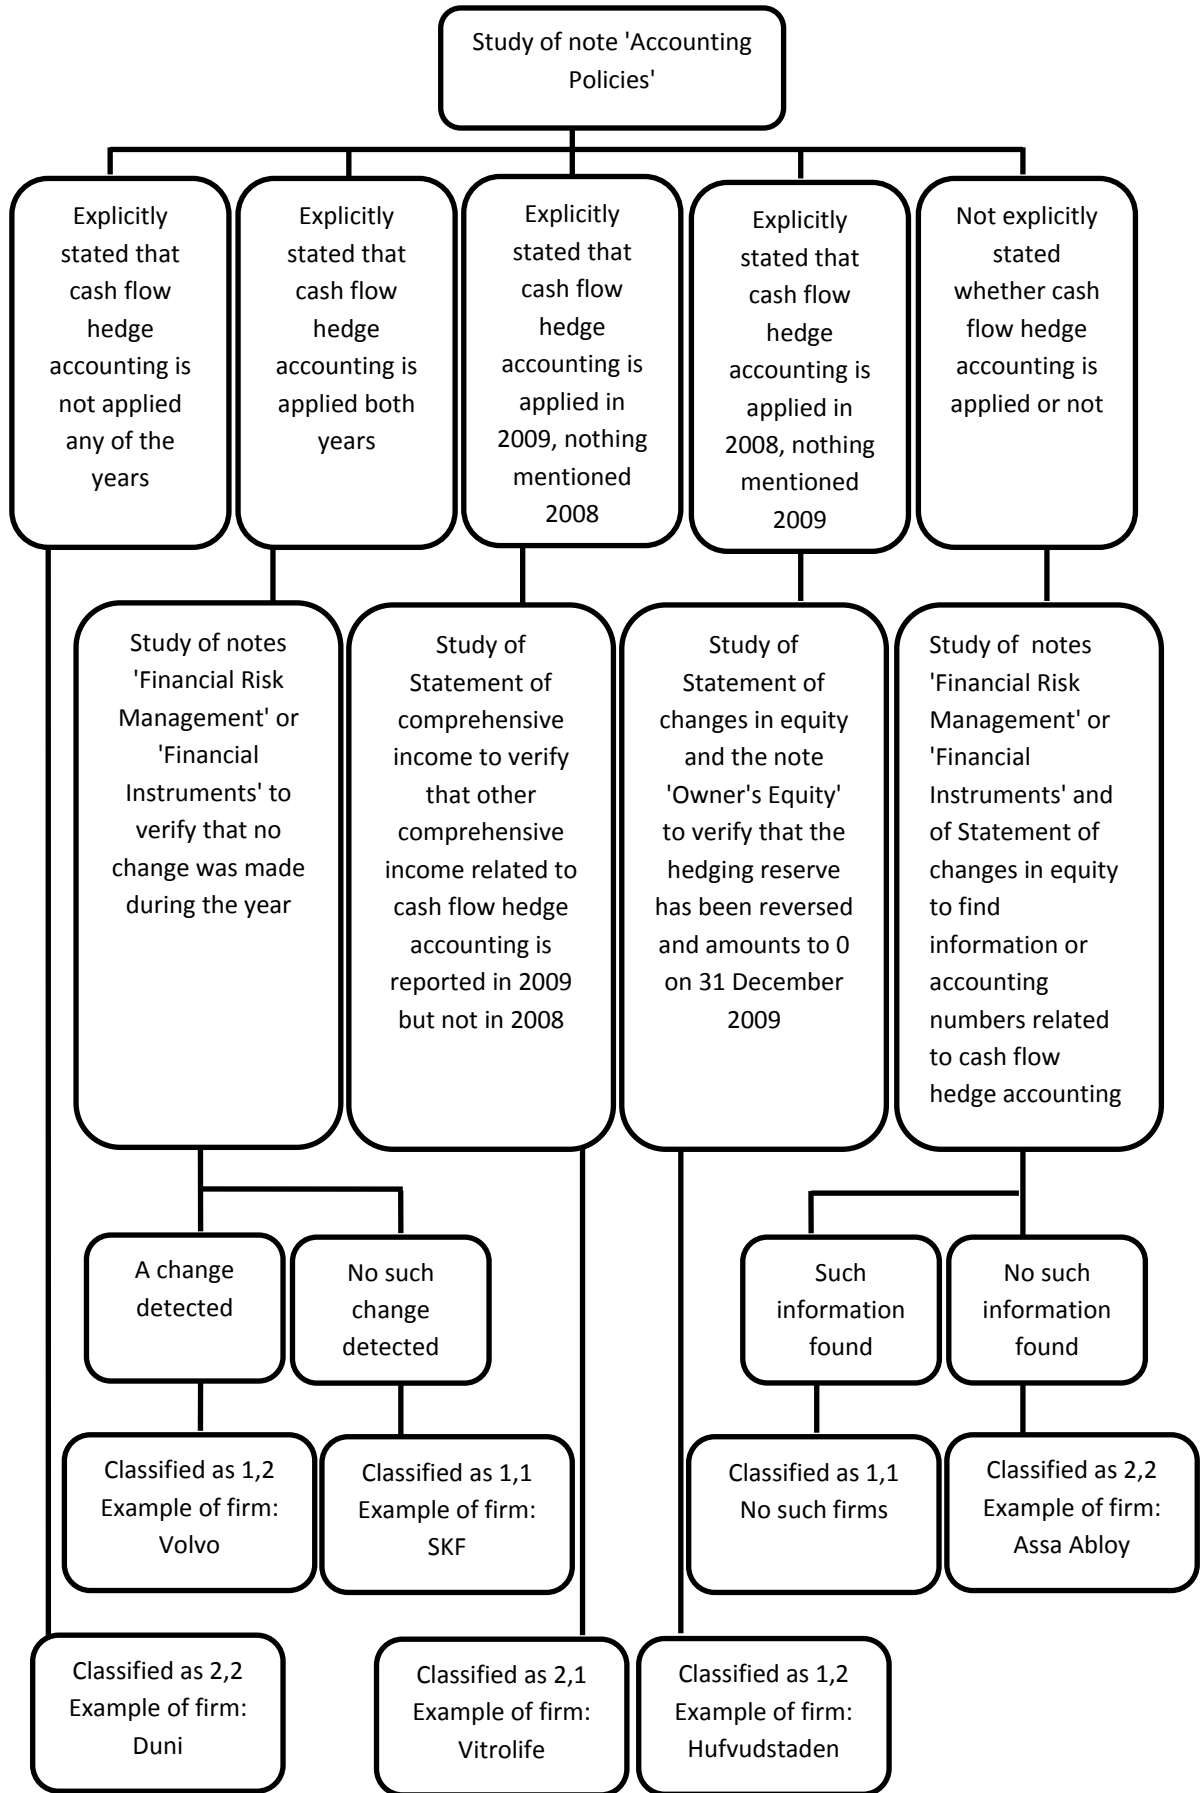 Study of note 'Accounting
Policies'
Explicitly
stated that
cash flow
hedge
accounting is
not applied
any of the
years
Explicitly
stated that
cash flow
hedge
accounting is
applied both
years
Explicitly
stated that
cash flow
hedge
accounting is
applied in
2009, nothing
mentioned
2008
Explicitly
stated that
cash flow
hedge
accounting is
applied in
2008, nothing
mentioned
2009
Not explicitly
stated
whether cash
flow hedge
accounting is
applied or not
Study of notes
'Financial Risk
Management' or
'Financial
Instruments' to
verify that no
change was made
during the year
Study of
Statement of
comprehensive
income to verify
that other
comprehensive
income related to
cash flow hedge
accounting is
reported in 2009
but not in 2008
Study of
Statement of
changes in equity
and the note
'Owner's Equity'
to verify that the
hedging reserve
has been reversed
and amounts to 0
on 31 December
2009
Study of notes
'Financial Risk
Management' or
'Financial
Instruments' and
of Statement of
changes in equity
to find
information or
accounting
numbers related
to cash flow
hedge accounting
A change
detected
No such
change
detected
Such
information
found
No such
information
found
Classified as 1,2
Example of firm:
Volvo
Classified as 1,1
Example of firm:
SKF
Classified as 1,1
No such firms
Classified as 2,2
Example of firm:
Assa Abloy
Classified as 2,2
Example of firm:
Duni
Classified as 2,1
Example of firm:
Vitrolife
Classified as 1,2
Example of firm:
Hufvudstaden